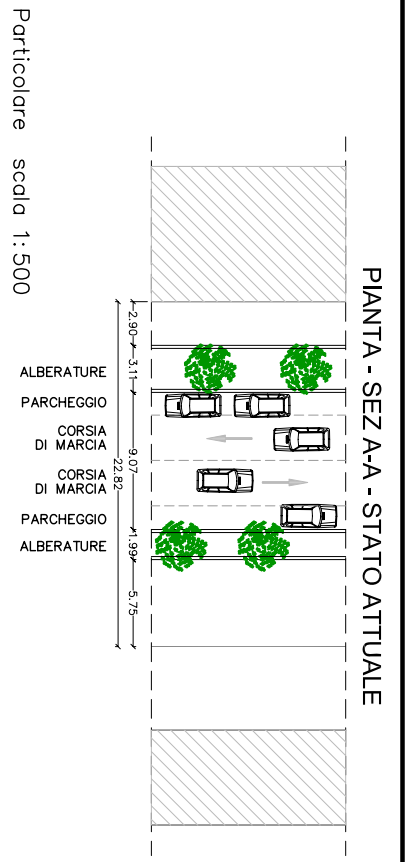 PIANTA - SEZ A-A - STATO ATTUALE
2.90
3.11
9.07
1.99
5.75
22.82
ALBERATURE
PARCHEGGIO
CORSIA
DI MARCIA
CORSIA
DI MARCIA
PARCHEGGIO
ALBERATURE
Particolare scala 1:500